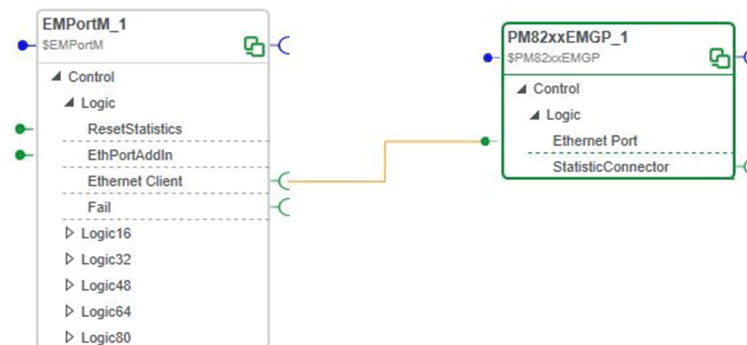 EMPortM_1
$EMPortM
Control
Logic
ResetStatistics
EthPortAddIn
Ethernet Client
Fail
Logic16
Logic32
Logic48
Logic64
Logic80
PM82xxEMGP_1
$PM82xxEMGP
Control
Logic
Ethernet Port
StatisticConnector